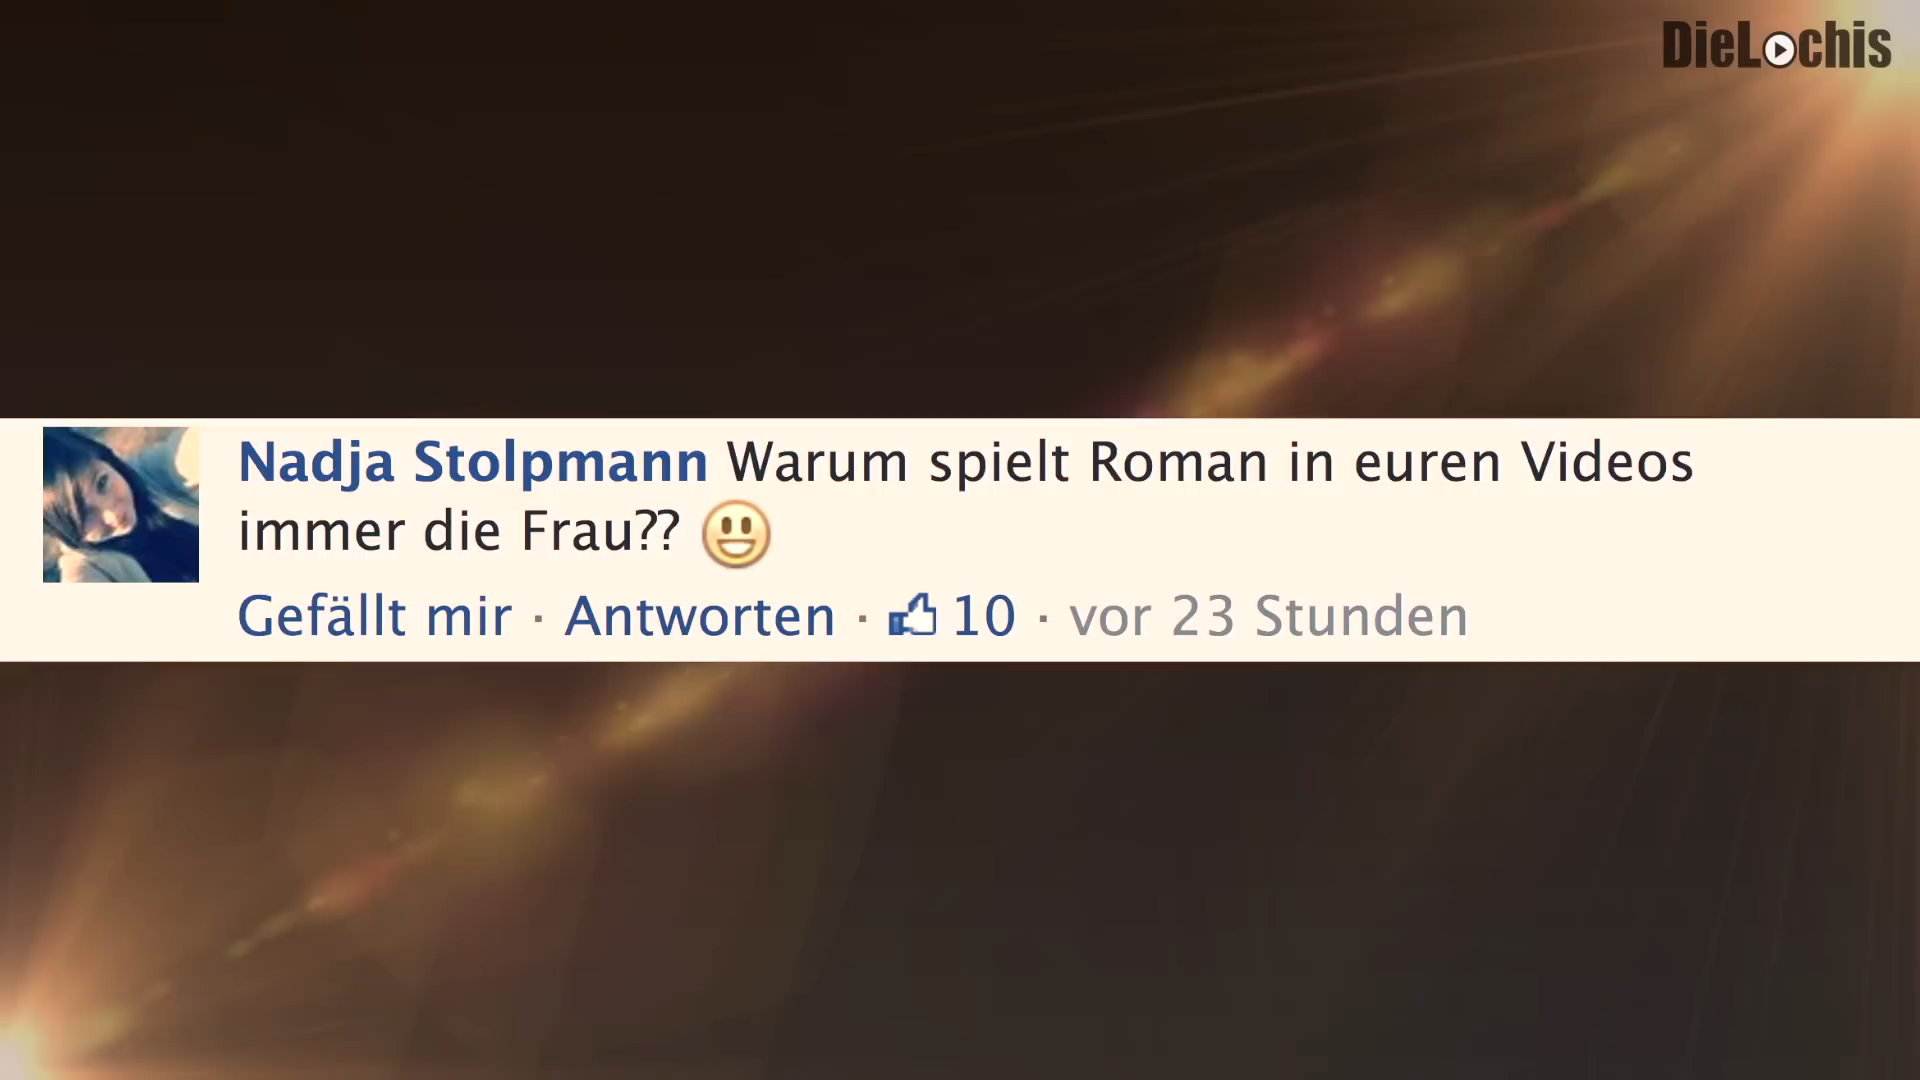 DieLochis
Nadja Stolpmann Warum spielt Roman in euren Videos
immer die Frau?? 😃
Gefällt mir · Antworten · 👍 10 · vor 23 Stunden